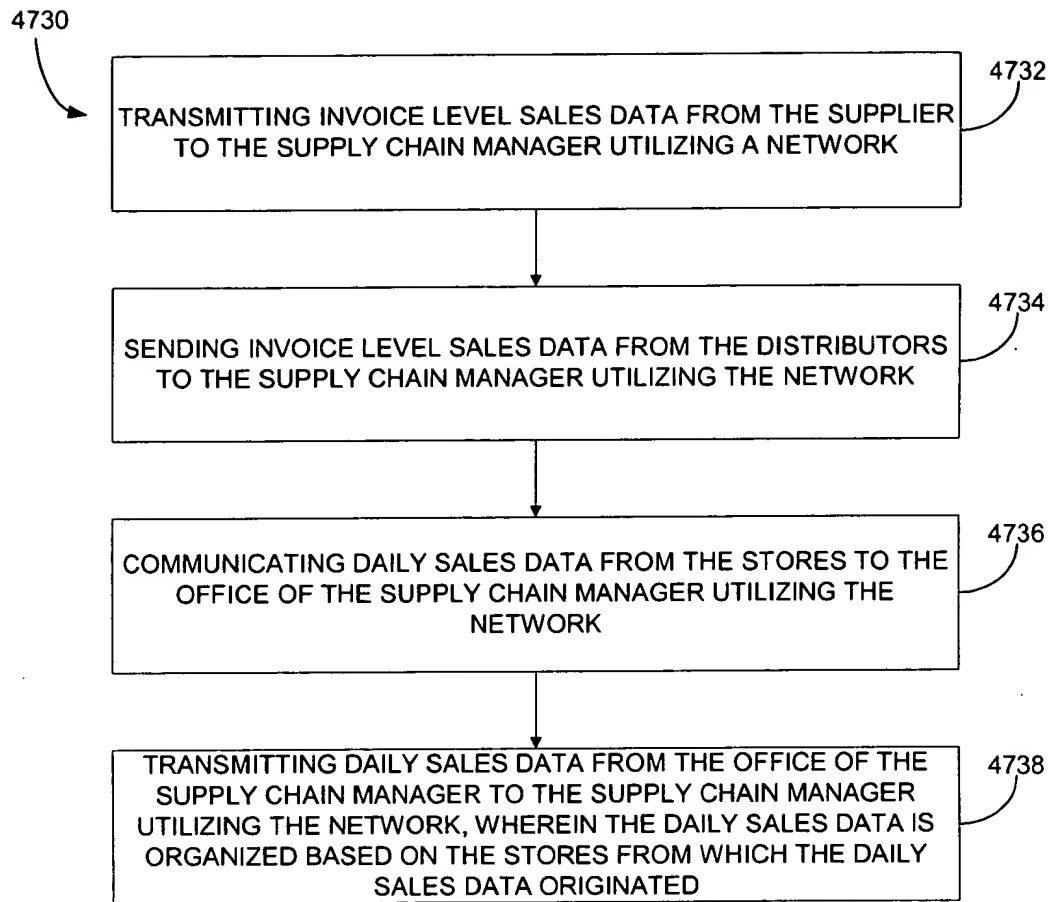 4730
4732
TRANSMITTING INVOICE LEVEL SALES DATA FROM THE SUPPLIER
TO THE SUPPLY CHAIN MANAGER UTILIZING A NETWORK
4734
SENDING INVOICE LEVEL SALES DATA FROM THE DISTRIBUTORS
TO THE SUPPLY CHAIN MANAGER UTILIZING THE NETWORK
4736
COMMUNICATING DAILY SALES DATA FROM THE STORES TO THE
OFFICE OF THE SUPPLY CHAIN MANAGER UTILIZING THE
NETWORK
4738
TRANSMITTING DAILY SALES DATA FROM THE OFFICE OF THE
SUPPLY CHAIN MANAGER TO THE SUPPLY CHAIN MANAGER
UTILIZING THE NETWORK, WHEREIN THE DAILY SALES DATA IS
ORGANIZED BASED ON THE STORES FROM WHICH THE DAILY
SALES DATA ORIGINATED